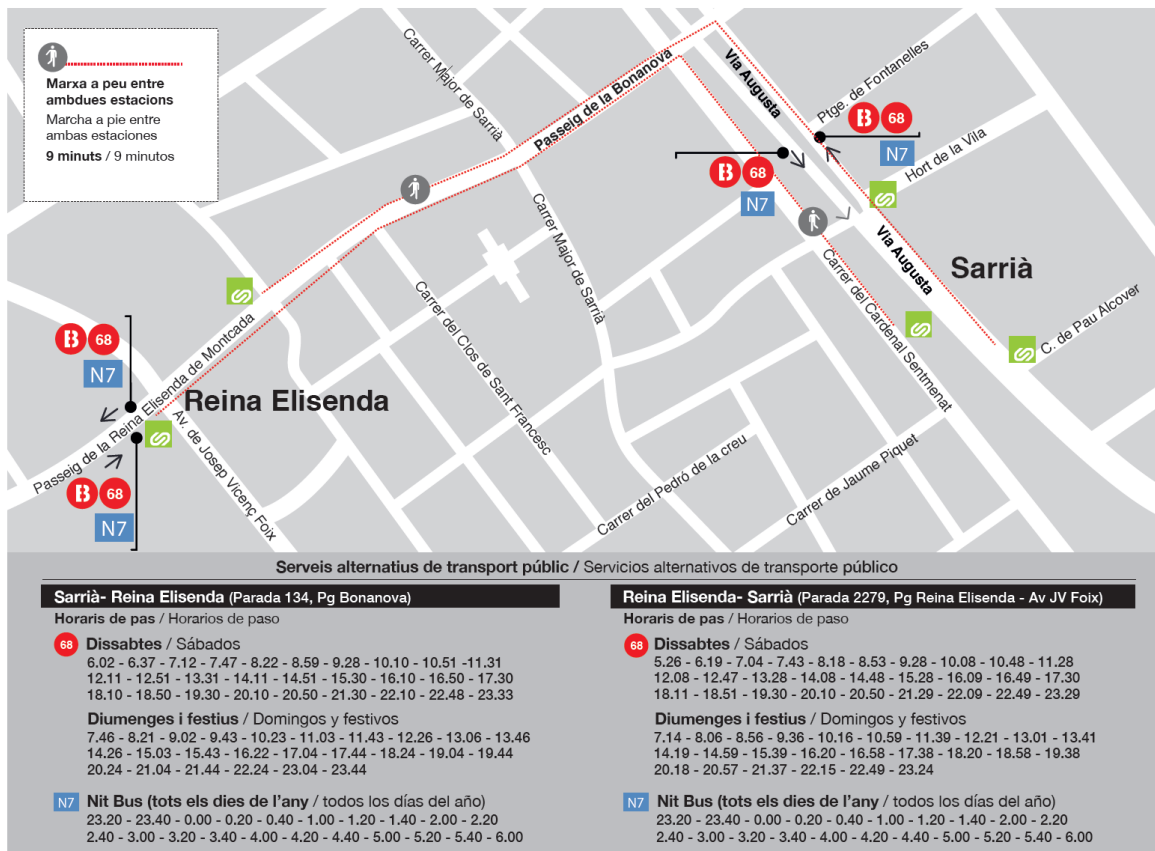 Marxa a peu entre
ambdues estacions
Marcha a pie entre
ambas estaciones
9 minuts / 9 minutos
Carrer Major de Sarrià
Passeig de la Bonanova
Via Augusta
Ptge. de Fontanelles
B 68
N7
Hort de la Vila
B 68
N7
Carrer Major de Sarrià
Via Augusta
Sarrià
Carrer del Cardenal Sentmenat
C. de Pau Alcover
Carrer del Clos de Sant Francesc
B 68
N7
Passeig de la Reina Elisenda de Montcada
Reina Elisenda
Av. de Josep Vicenç Foix
B 68
N7
Carrer del Pedró de la creu
Carrer de Jaume Piquet
Serveis alternatius de transport públic / Servicios alternativos de transporte público
Sarrià- Reina Elisenda (Parada 134, Pg Bonanova)
Horaris de pas / Horarios de paso
68 Dissabtes / Sábados
6.02 - 6.37 - 7.12 - 7.47 - 8.22 - 8.59 - 9.28 - 10.10 - 10.51 -11.31
12.11 - 12.51 - 13.31 - 14.11 - 14.51 - 15.30 - 16.10 - 16.50 - 17.30
18.10 - 18.50 - 19.30 - 20.10 - 20.50 - 21.30 - 22.10 - 22.48 - 23.33
Diumenges i festius / Domingos y festivos
7.46 - 8.21 - 9.02 - 9.43 - 10.23 - 11.03 - 11.43 - 12.26 - 13.06 - 13.46
14.26 - 15.03 - 15.43 - 16.22 - 17.04 - 17.44 - 18.24 - 19.04 - 19.44
20.24 - 21.04 - 21.44 - 22.24 - 23.04 - 23.44
N7 Nit Bus (tots els dies de l'any / todos los días del año)
23.20 - 23.40 - 0.00 - 0.20 - 0.40 - 1.00 - 1.20 - 1.40 - 2.00 - 2.20
2.40 - 3.00 - 3.20 - 3.40 - 4.00 - 4.20 - 4.40 - 5.00 - 5.20 - 5.40 - 6.00
Reina Elisenda- Sarrià (Parada 2279, Pg Reina Elisenda - Av JV Foix)
Horaris de pas / Horarios de paso
68 Dissabtes / Sábados
5.26 - 6.19 - 7.04 - 7.43 - 8.18 - 8.53 - 9.28 - 10.08 - 10.48 - 11.28
12.08 - 12.47 - 13.28 - 14.08 - 14.48 - 15.28 - 16.09 - 16.49 - 17.30
18.11 - 18.51 - 19.30 - 20.10 - 20.50 - 21.29 - 22.09 - 22.49 - 23.29
Diumenges i festius / Domingos y festivos
7.14 - 8.06 - 8.56 - 9.36 - 10.16 - 10.59 - 11.39 - 12.21 - 13.01 - 13.41
14.19 - 14.59 - 15.39 - 16.20 - 16.58 - 17.38 - 18.20 - 18.58 - 19.38
20.18 - 20.57 - 21.37 - 22.15 - 22.49 - 23.24
N7 Nit Bus (tots els dies de l'any / todos los días del año)
23.20 - 23.40 - 0.00 - 0.20 - 0.40 - 1.00 - 1.20 - 1.40 - 2.00 - 2.20
2.40 - 3.00 - 3.20 - 3.40 - 4.00 - 4.20 - 4.40 - 5.00 - 5.20 - 5.40 - 6.00